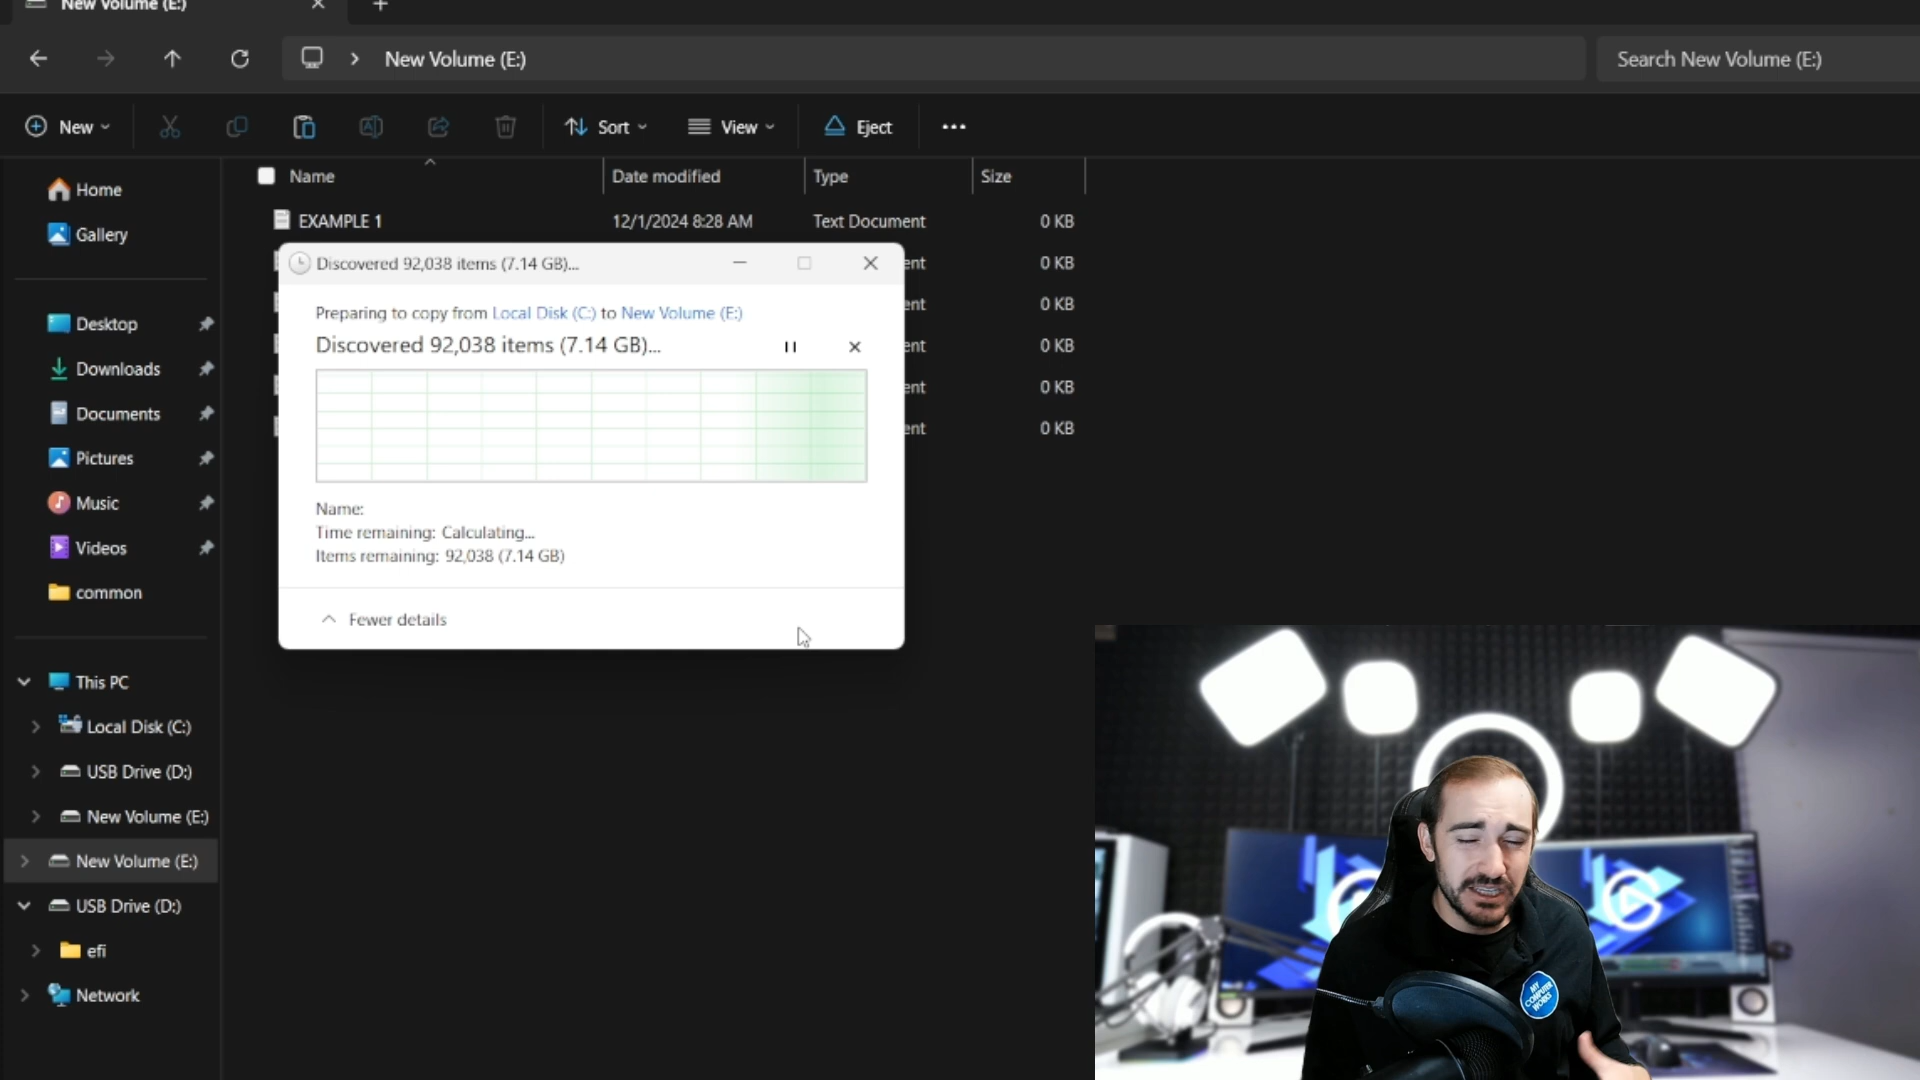 New Volume (E:)
New Volume (E:)
Search New Volume (E:)
New
Sort
View
Eject
Name
Date modified
Type
Size
EXAMPLE 1
12/1/2024 8:28 AM
Text Document
0 KB
ent
0 KB
ent
0 KB
ent
0 KB
ent
0 KB
ent
0 KB
Discovered 92,038 items (7.14 GB)...
Preparing to copy from Local Disk (C:) to New Volume (E:)
Discovered 92,038 items (7.14 GB)...
Name:
Time remaining: Calculating...
Items remaining: 92,038 (7.14 GB)
Fewer details
Home
Gallery
Desktop
Downloads
Documents
Pictures
Music
Videos
common
This PC
Local Disk (C:)
USB Drive (D:)
New Volume (E:)
New Volume (E:)
USB Drive (D:)
efi
Network
MY
COMPUTER
WORKS